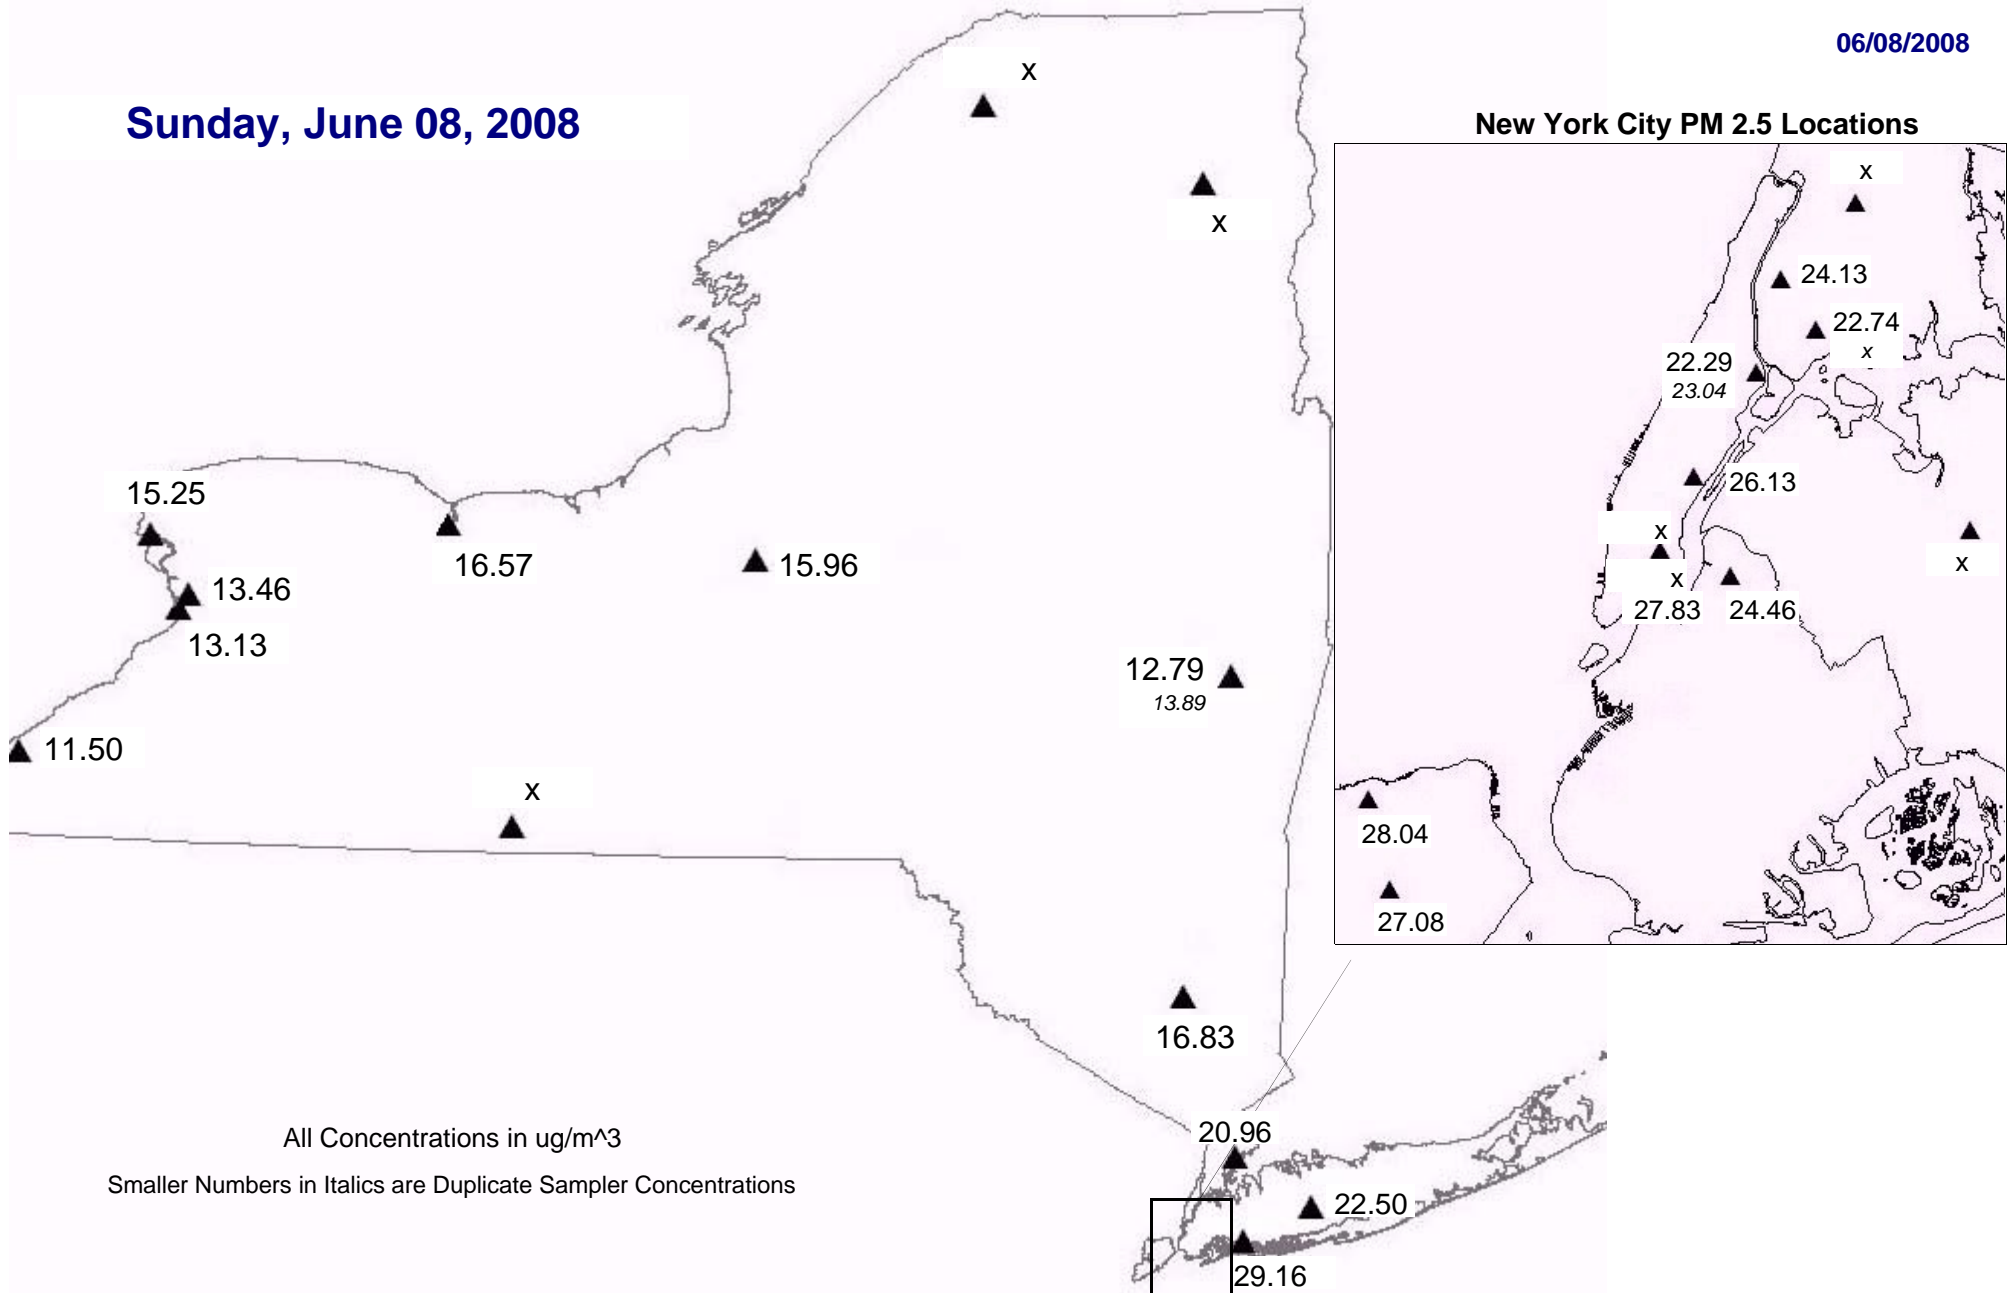 06/08/2008
Sunday, June 08, 2008
New York City PM 2.5 Locations
x
x
x
24.13
22.74
x
22.29
23.04
26.13
x
x
27.83
24.46
x
28.04
27.08
15.25
16.57
13.46
13.13
15.96
12.79
13.89
11.50
x
16.83
20.96
22.50
29.16
All Concentrations in ug/m^3
Smaller Numbers in Italics are Duplicate Sampler Concentrations